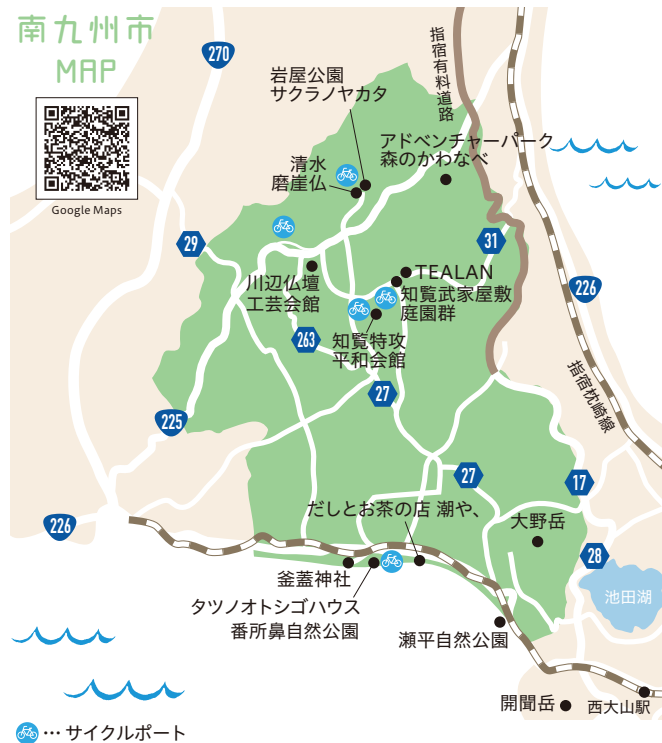 南九州市
MAP
Google Maps
270
指宿有料道路
岩屋公園
サクラノヤカタ
アドベンチャーパーク
森のかわなべ
清水
磨崖仏
29
31
川辺仏壇
工芸会館
TEALAN
知覧武家屋敷
庭園群
226
263
知覧特攻
平和会館
指宿枕崎線
27
225
27
17
だしとお茶の店 潮や、
226
大野岳
28
釜蓋神社
池田湖
タツノオトシゴハウス
番所鼻自然公園
瀬平自然公園
開聞岳
西大山駅
… サイクルポート